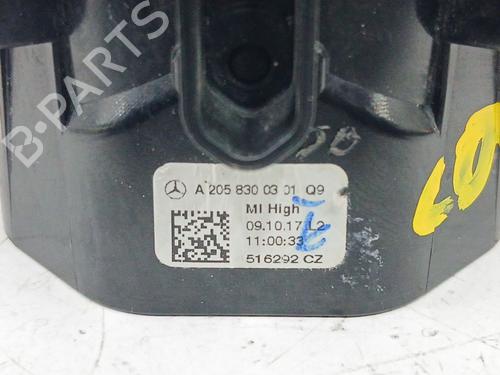 B-PARTS
A 205 830 03 01 Q9
MI High
09.10.17 L2
11:00:33
516292 CZ